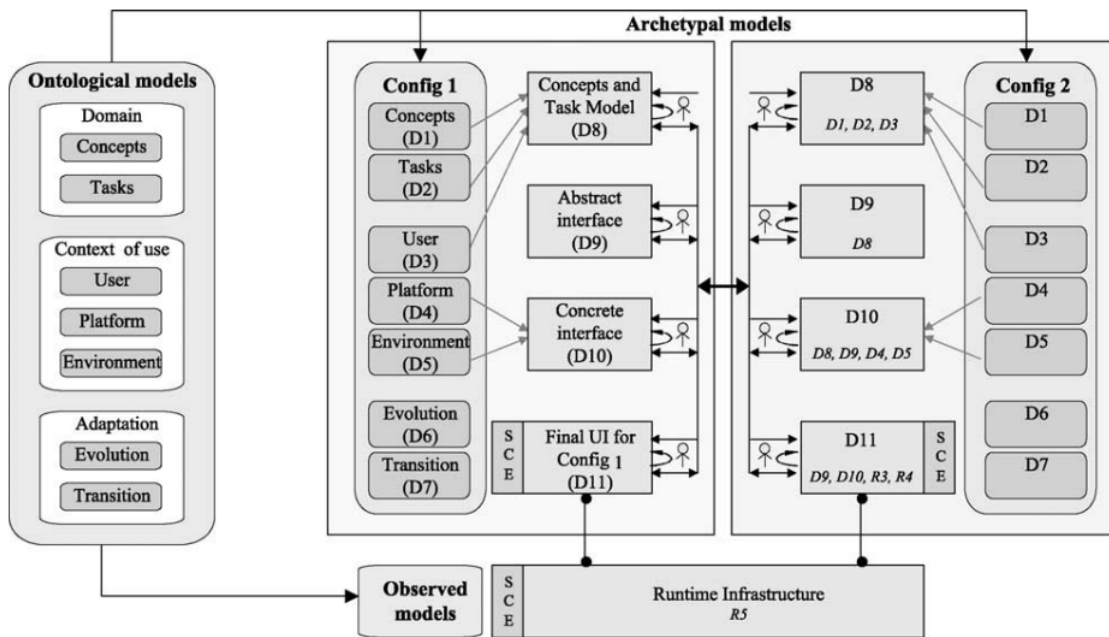 Archetypal models
Ontological models
Domain
Concepts
Tasks
Context of use
User
Platform
Environment
Adaptation
Evolution
Transition
Config 1
Concepts
(D1)
Tasks
(D2)
User
(D3)
Platform
(D4)
Environment
(D5)
Evolution
(D6)
Transition
(D7)
Concepts and
Task Model
(D8)
Abstract
interface
(D9)
Concrete
interface
(D10)
S
C
E
Final UI for
Config 1
(D11)
D8
D1, D2, D3
D9
D8
D10
D8, D9, D4, D5
D11
D9, D10, R3, R4
S
C
E
Config 2
D1
D2
D3
D4
D5
D6
D7
Observed
models
S
C
E
Runtime Infrastructure
R5